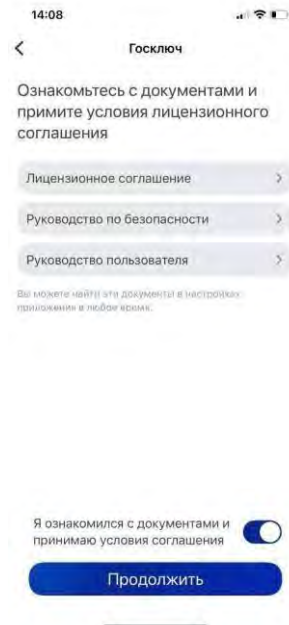 14:08
Госключ
Ознакомьтесь с документами и
примите условия лицензионного
соглашения
Лицензионное соглашение
Руководство по безопасности
Руководство пользователя
Вы можете найти эти документы в настройках
приложения в любое время.
Я ознакомился с документами и
принимаю условия соглашения
Продолжить